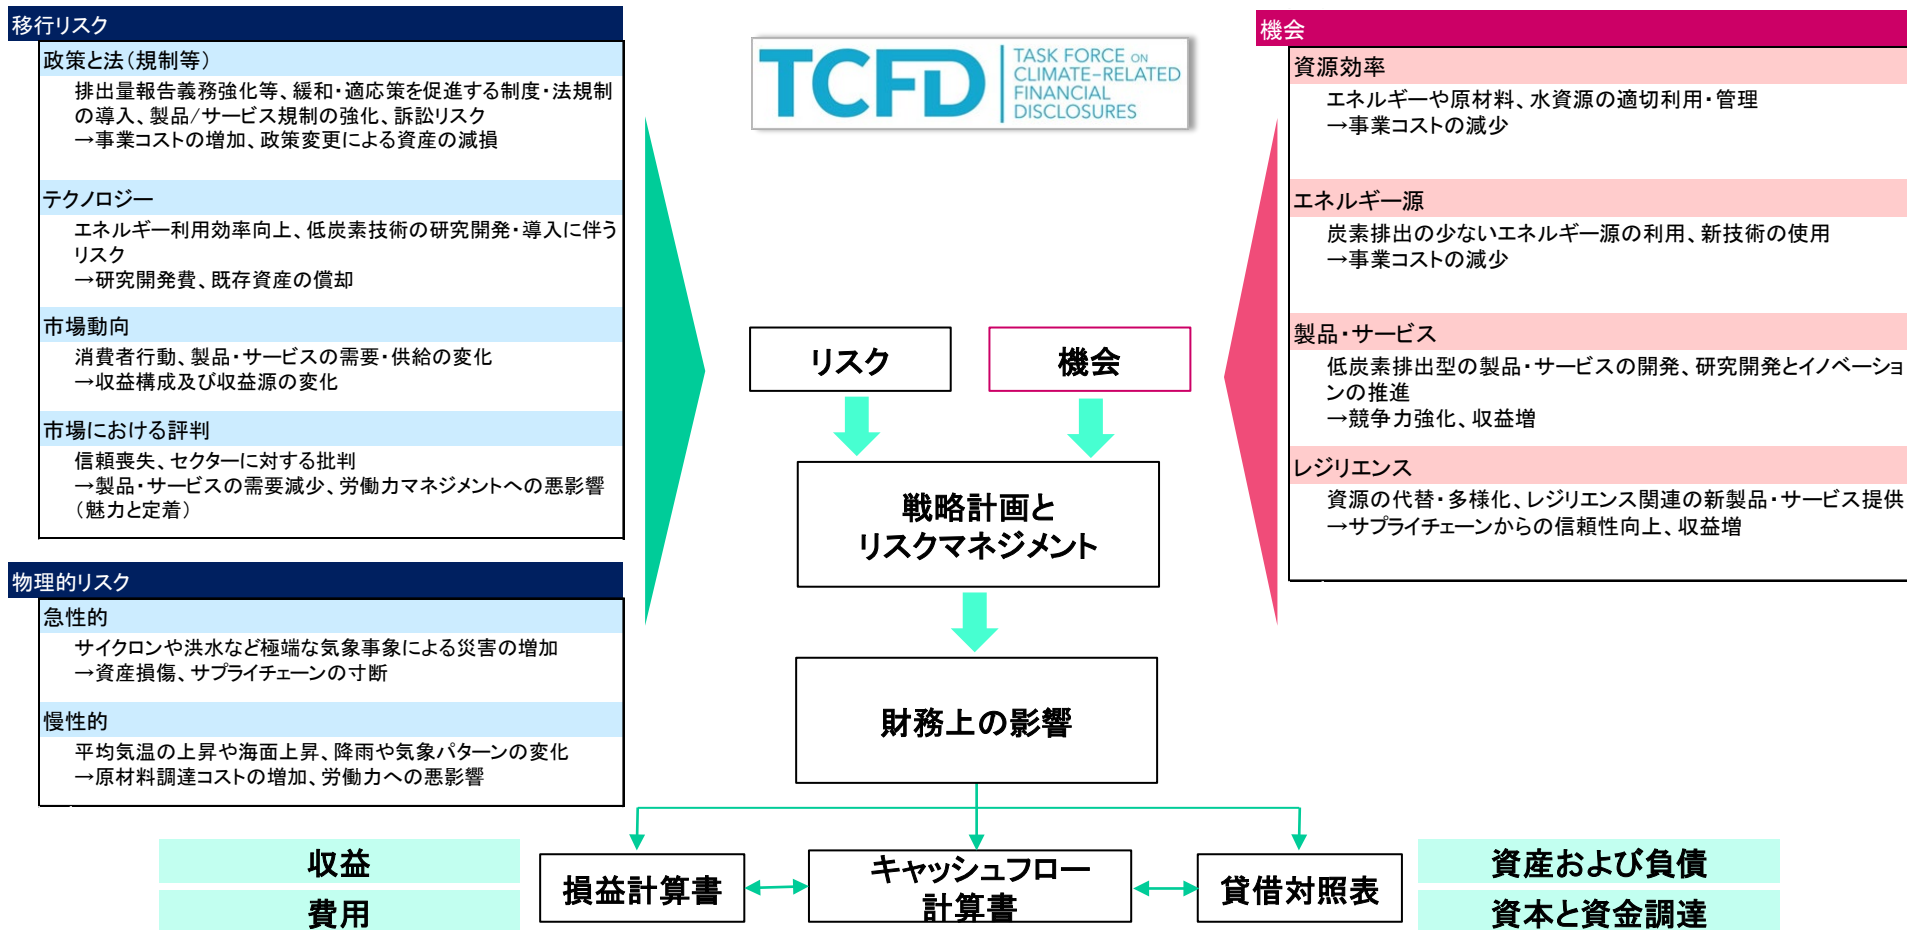 移行リスク
政策と法（規制等）
排出量報告義務強化等、緩和・適応策を促進する制度・法規制
の導入、製品/サービス規制の強化、訴訟リスク
→事業コストの増加、政策変更による資産の減損
テクノロジー
エネルギー利用効率向上、低炭素技術の研究開発・導入に伴う
リスク
→研究開発費、既存資産の償却
市場動向
消費者行動、製品・サービスの需要・供給の変化
→収益構成及び収益源の変化
市場における評判
信頼喪失、セクターに対する批判
→製品・サービスの需要減少、労働力マネジメントへの悪影響
（魅力と定着）
物理的リスク
急性的
サイクロンや洪水など極端な気象事象による災害の増加
→資産損傷、サプライチェーンの寸断
慢性的
平均気温の上昇や海面上昇、降雨や気象パターンの変化
→原材料調達コストの増加、労働力への悪影響
TCFD
TASK FORCE ON
CLIMATE-RELATED
FINANCIAL
DISCLOSURES
リスク
機会
戦略計画と
リスクマネジメント
財務上の影響
機会
資源効率
エネルギーや原材料、水資源の適切利用・管理
→事業コストの減少
エネルギー源
炭素排出の少ないエネルギー源の利用、新技術の使用
→事業コストの減少
製品・サービス
低炭素排出型の製品・サービスの開発、研究開発とイノベーショ
ンの推進
→競争力強化、収益増
レジリエンス
資源の代替・多様化、レジリエンス関連の新製品・サービス提供
→サプライチェーンからの信頼性向上、収益増
収益
費用
損益計算書
キャッシュフロー
計算書
貸借対照表
資産および負債
資本と資金調達